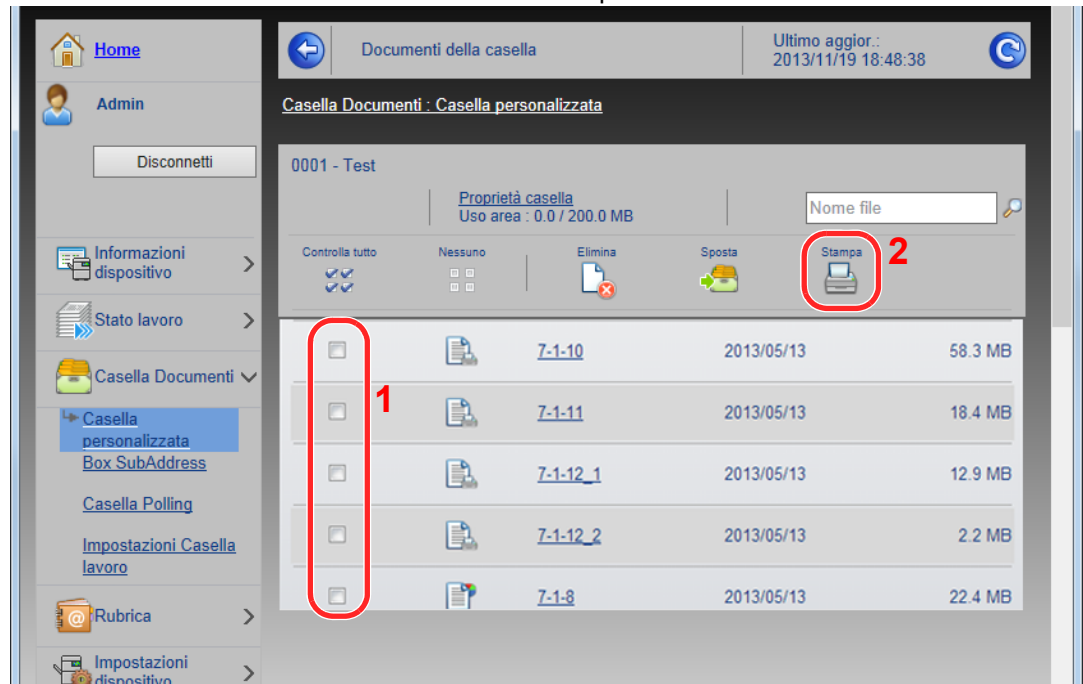 Home
Documenti della casella
Ultimo aggior.:
2013/11/19 18:48:38
Admin
Casella Documenti : Casella personalizzata
Disconnetti
0001 - Test
Proprietà casella
Uso area : 0.0 / 200.0 MB
Nome file
Controlla tutto
Nessuno
Elimina
Sposta
Stampa
2
Informazioni
dispositivo
Stato lavoro
Casella Documenti
Casella
personalizzata
Box SubAddress
Casella Polling
Impostazioni Casella
lavoro
Rubrica
Impostazioni
dispositivo
1
7-1-10 2013/05/13 58.3 MB
7-1-11 2013/05/13 18.4 MB
7-1-12_1 2013/05/13 12.9 MB
7-1-12_2 2013/05/13 2.2 MB
7-1-8 2013/05/13 22.4 MB